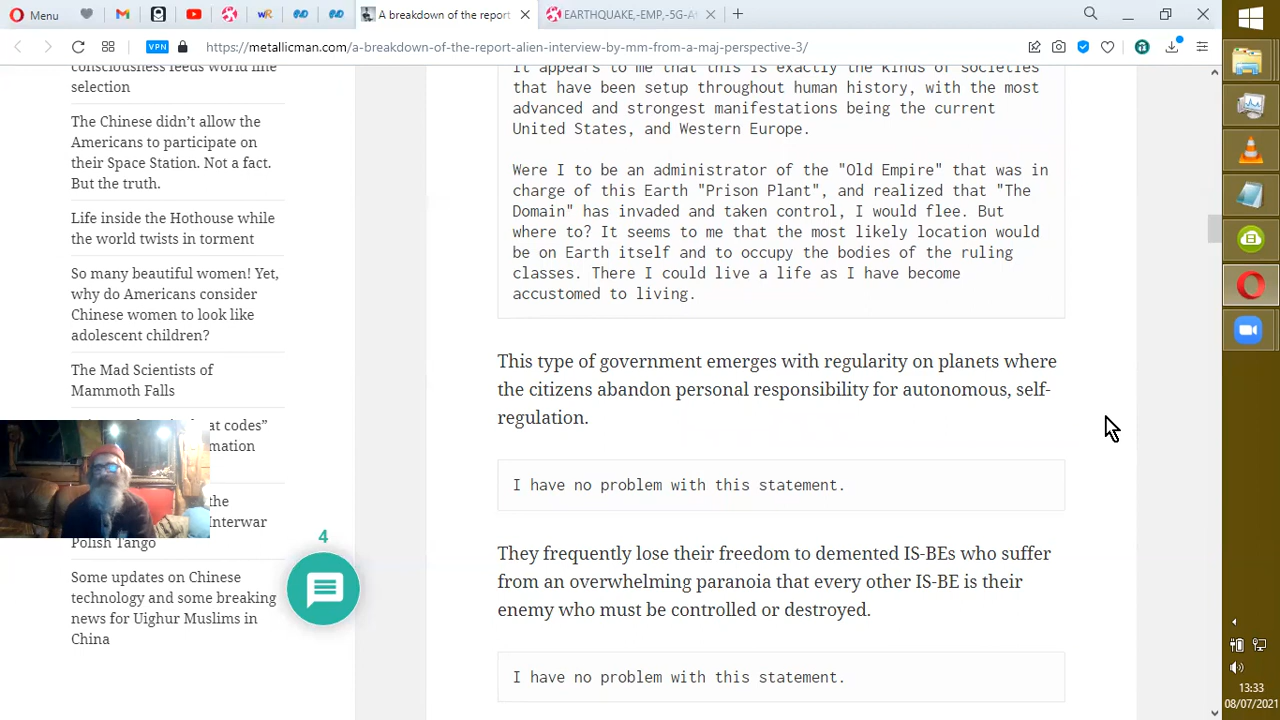 Menu
A breakdown of the report
EARTHQUAKE,-EMP,-5G-At
VPN
https://metallicman.com/a-breakdown-of-the-report-alien-interview-by-mm-from-a-maj-perspective-3/
consciousness feeds world line
selection
The Chinese didn't allow the
Americans to participate on
their Space Station. Not a fact.
But the truth.
Life inside the Hothouse while
the world twists in torment
So many beautiful women! Yet,
why do Americans consider
Chinese women to look like
adolescent children?
The Mad Scientists of
Mammoth Falls
at codes"
mation
the
Interwar
Polish Tango
Some updates on Chinese
technology and some breaking
news for Uighur Muslims in
China
4
It appears to me that this is exactly the kinds of societies
that have been setup throughout human history, with the most
advanced and strongest manifestations being the current
United States, and Western Europe.
Were I to be an administrator of the "Old Empire" that was in
charge of this Earth "Prison Plant", and realized that "The
Domain" has invaded and taken control, I would flee. But
where to? It seems to me that the most likely location would
be on Earth itself and to occupy the bodies of the ruling
classes. There I could live a life as I have become
accustomed to living.
This type of government emerges with regularity on planets where
the citizens abandon personal responsibility for autonomous, self-
regulation.
I have no problem with this statement.
They frequently lose their freedom to demented IS-BEs who suffer
from an overwhelming paranoia that every other IS-BE is their
enemy who must be controlled or destroyed.
I have no problem with this statement.
13:33
08/07/2021